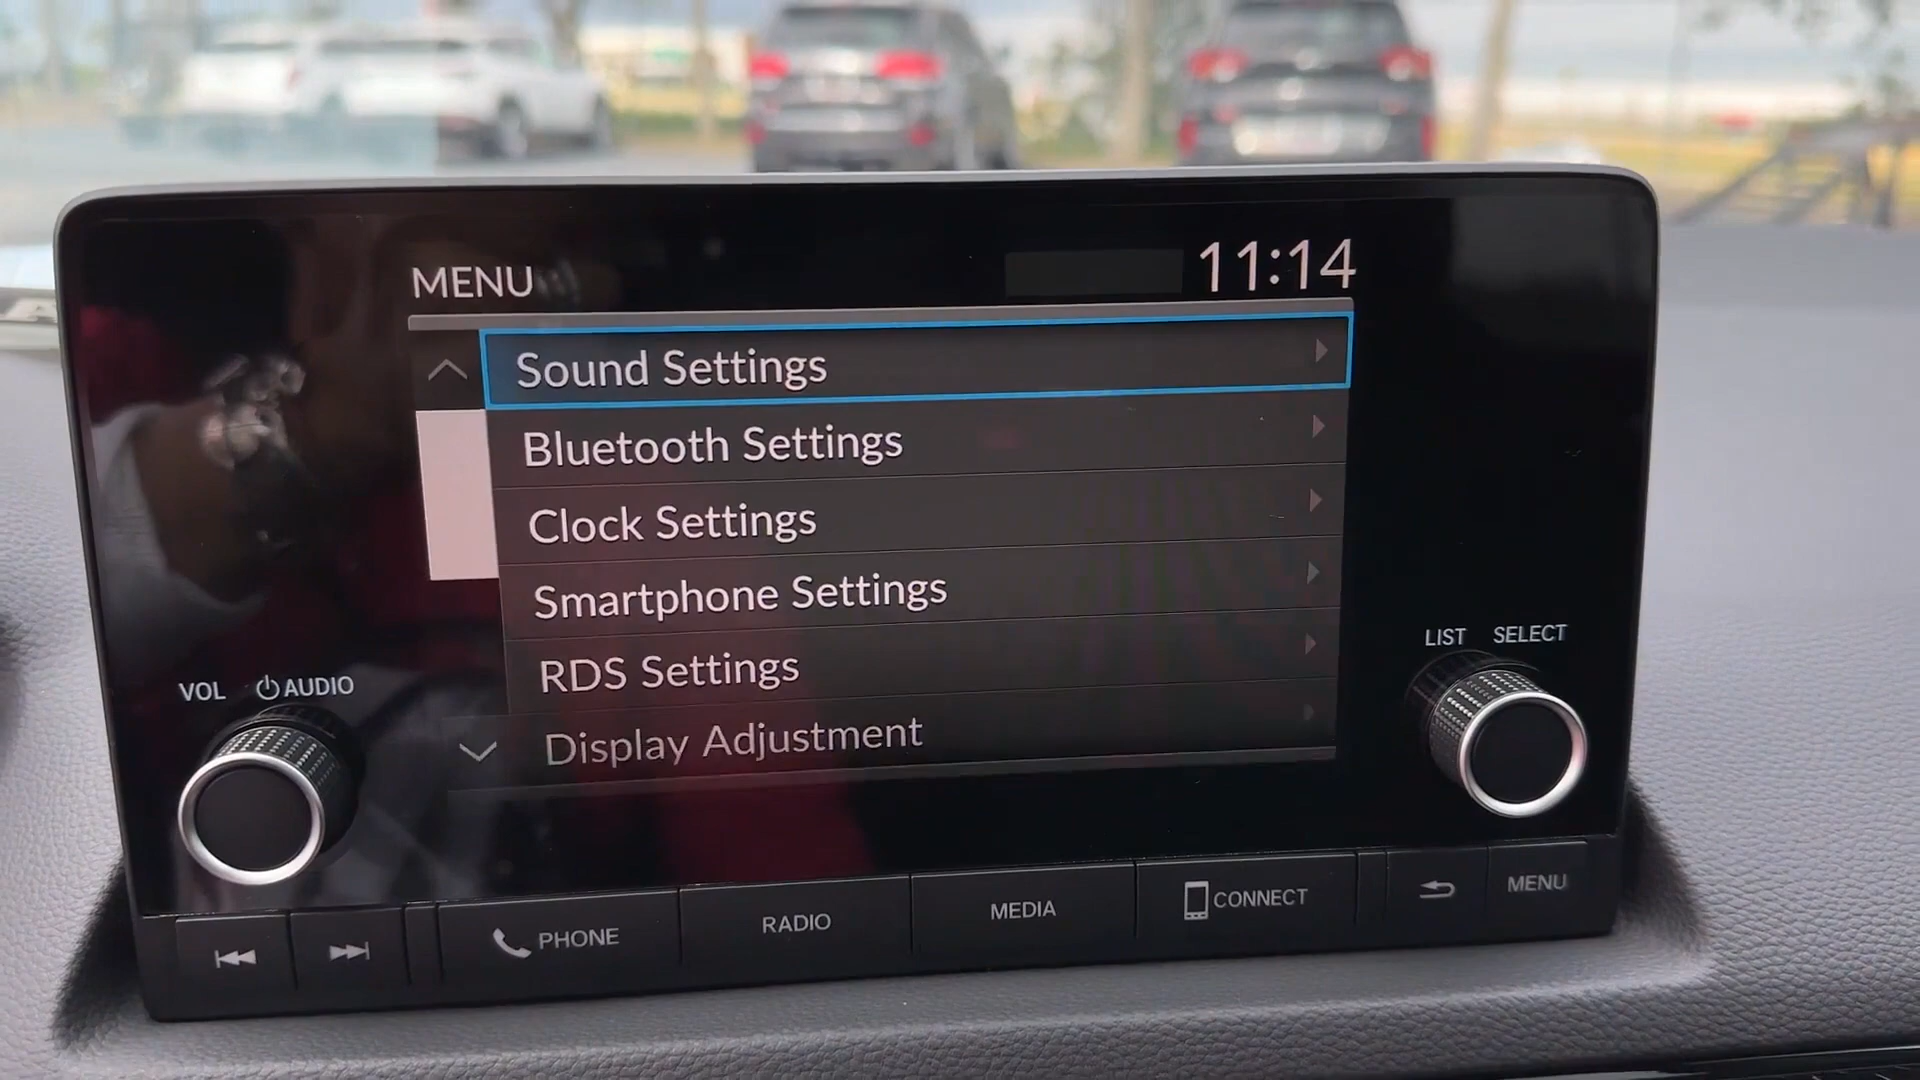 MENU
11:14
Sound Settings
Bluetooth Settings
Clock Settings
Smartphone Settings
RDS Settings
Display Adjustment
VOL AUDIO
LIST SELECT
PHONE
RADIO
MEDIA
CONNECT
MENU